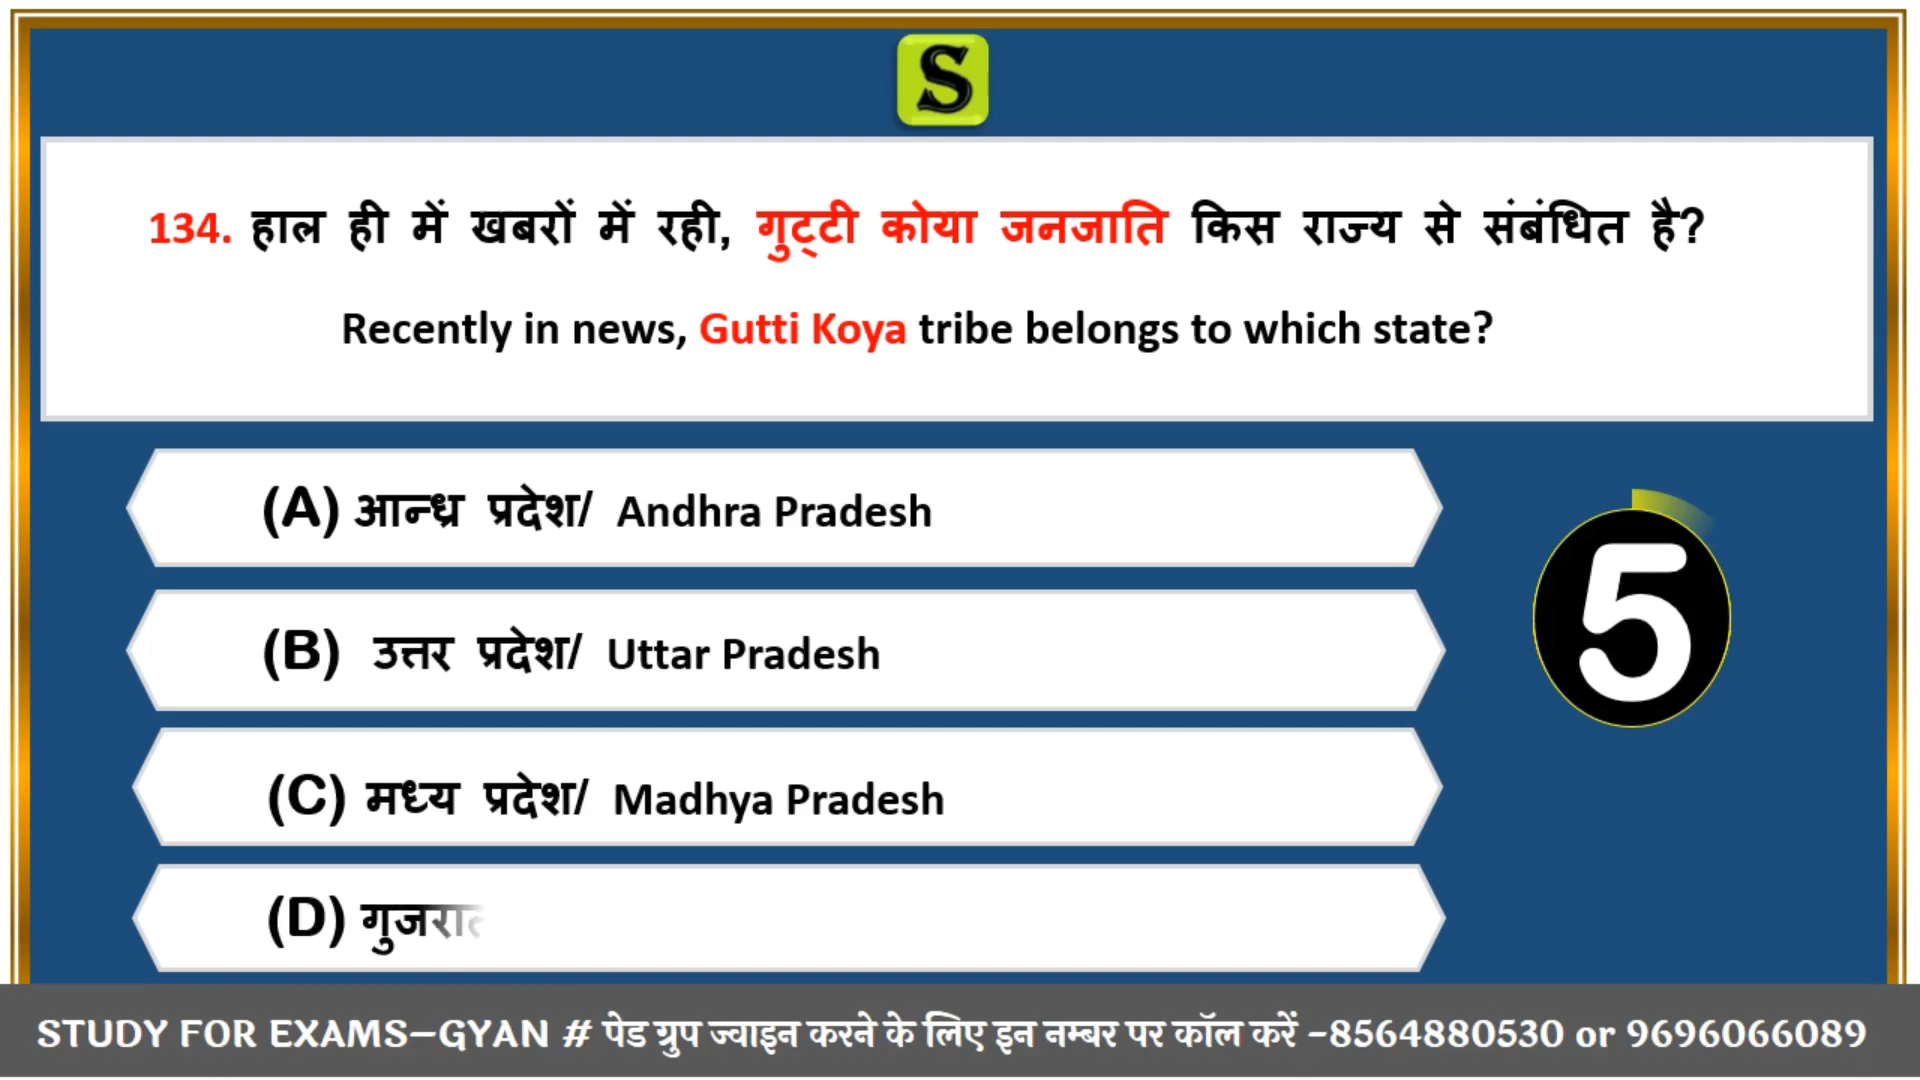 S
134. हाल ही में खबरों में रही, गुट्टी कोया जनजाति किस राज्य से संबंधित है?
Recently in news, Gutti Koya tribe belongs to which state?
(A) आन्ध्र प्रदेश/ Andhra Pradesh
(B) उत्तर प्रदेश/ Uttar Pradesh
5
(C) मध्य प्रदेश/ Madhya Pradesh
(D) गुजरात
STUDY FOR EXAMS–GYAN # पेड ग्रुप ज्वाइन करने के लिए इन नम्बर पर कॉल करें -8564880530 or 9696066089